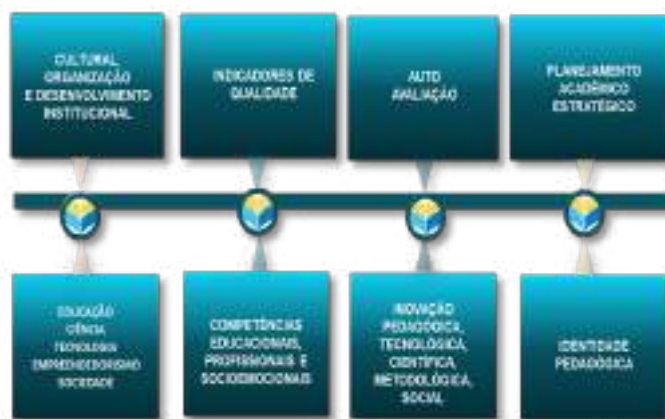 CULTURAL,
ORGANIZAÇÃO
E DESENVOLVIMENTO
INSTITUCIONAL
INDICADORES DE
QUALIDADE
AUTO
AVALIAÇÃO
PLANEJAMENTO
ACADÊMICO
ESTRATÉGICO
EDUCAÇÃO
CIÊNCIA
TECNOLOGIA
EMPREENDEDORISMO
SOCIEDADE
COMPETÊNCIAS
EDUCACIONAIS,
PROFISSIONAIS E
SOCIOEMOCIONAIS
INOVAÇÃO
PEDAGÓGICA,
TECNOLÓGICA,
CIENTÍFICA,
METODOLÓGICA,
SOCIAL
IDENTIDADE
PEDAGÓGICA